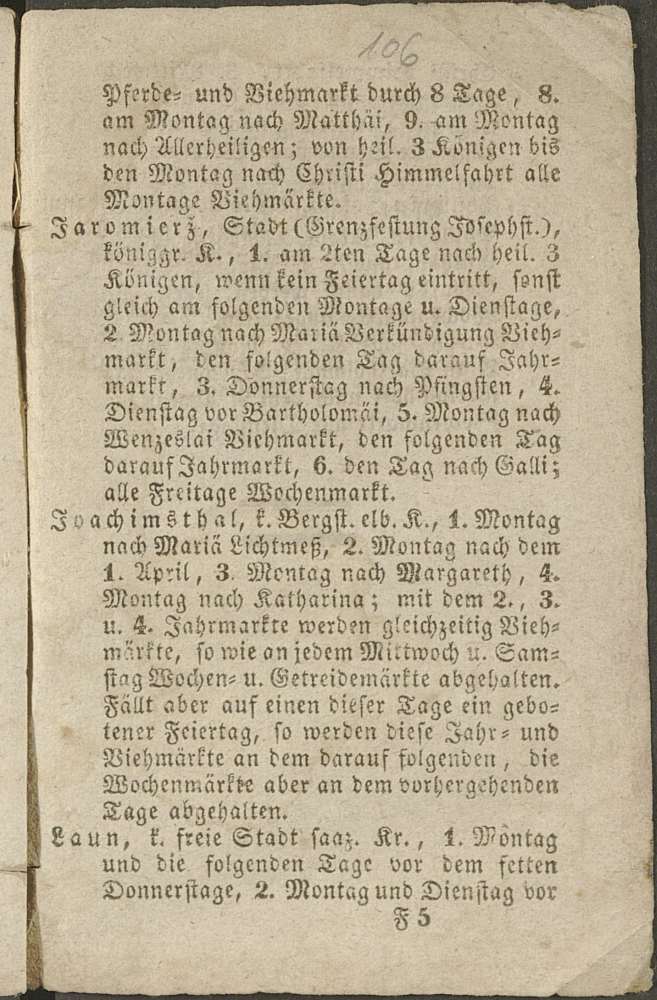 106
Pferde- und Viehmarkt durch 8 Tage, 8.
am Montag nach Matthäi, 9. am Montag
nach Allerheiligen; von heil. 3 Königen bis
den Montag nach Christi Himmelfahrt alle
Montage Viehmärkte.
Jaromierz, Stadt (Grenzfestung Josephst.),
königgr. K., 1. am 2ten Tage nach heil. 3
Königen, wenn kein Feiertag eintritt, sonst
gleich am folgenden Montage u. Dienstage,
2 Montag nach Mariä Verkündigung Vieh-
markt, den folgenden Tag darauf Jahr-
markt, 3. Donnerstag nach Pfingsten, 4.
Dienstag vor Bartholomäi, 5. Montag nach
Wenzeslai Viehmarkt, den folgenden Tag
darauf Jahrmarkt, 6. den Tag nach Galli;
alle Freitage Wochenmarkt.
Joachimsthal, k. Bergst. elb. K., 1. Montag
nach Mariä Lichtmeß, 2. Montag nach dem
1. April, 3. Montag nach Margareth, 4.
Montag nach Katharina; mit dem 2., 3.
u. 4. Jahrmarkte werden gleichzeitig Vieh-
märkte, so wie an jedem Mittwoch u. Sam-
stag Wochen- u. Getreidemärkte abgehalten.
Fällt aber auf einen dieser Tage ein gebo-
tener Feiertag, so werden diese Jahr- und
Viehmärkte an dem darauf folgenden, die
Wochenmärkte aber an dem vorhergehenden
Tage abgehalten.
Laun, k. freie Stadt saaz. Kr., 1. Montag
und die folgenden Tage vor dem fetten
Donnerstage, 2. Montag und Dienstag vor
F 5